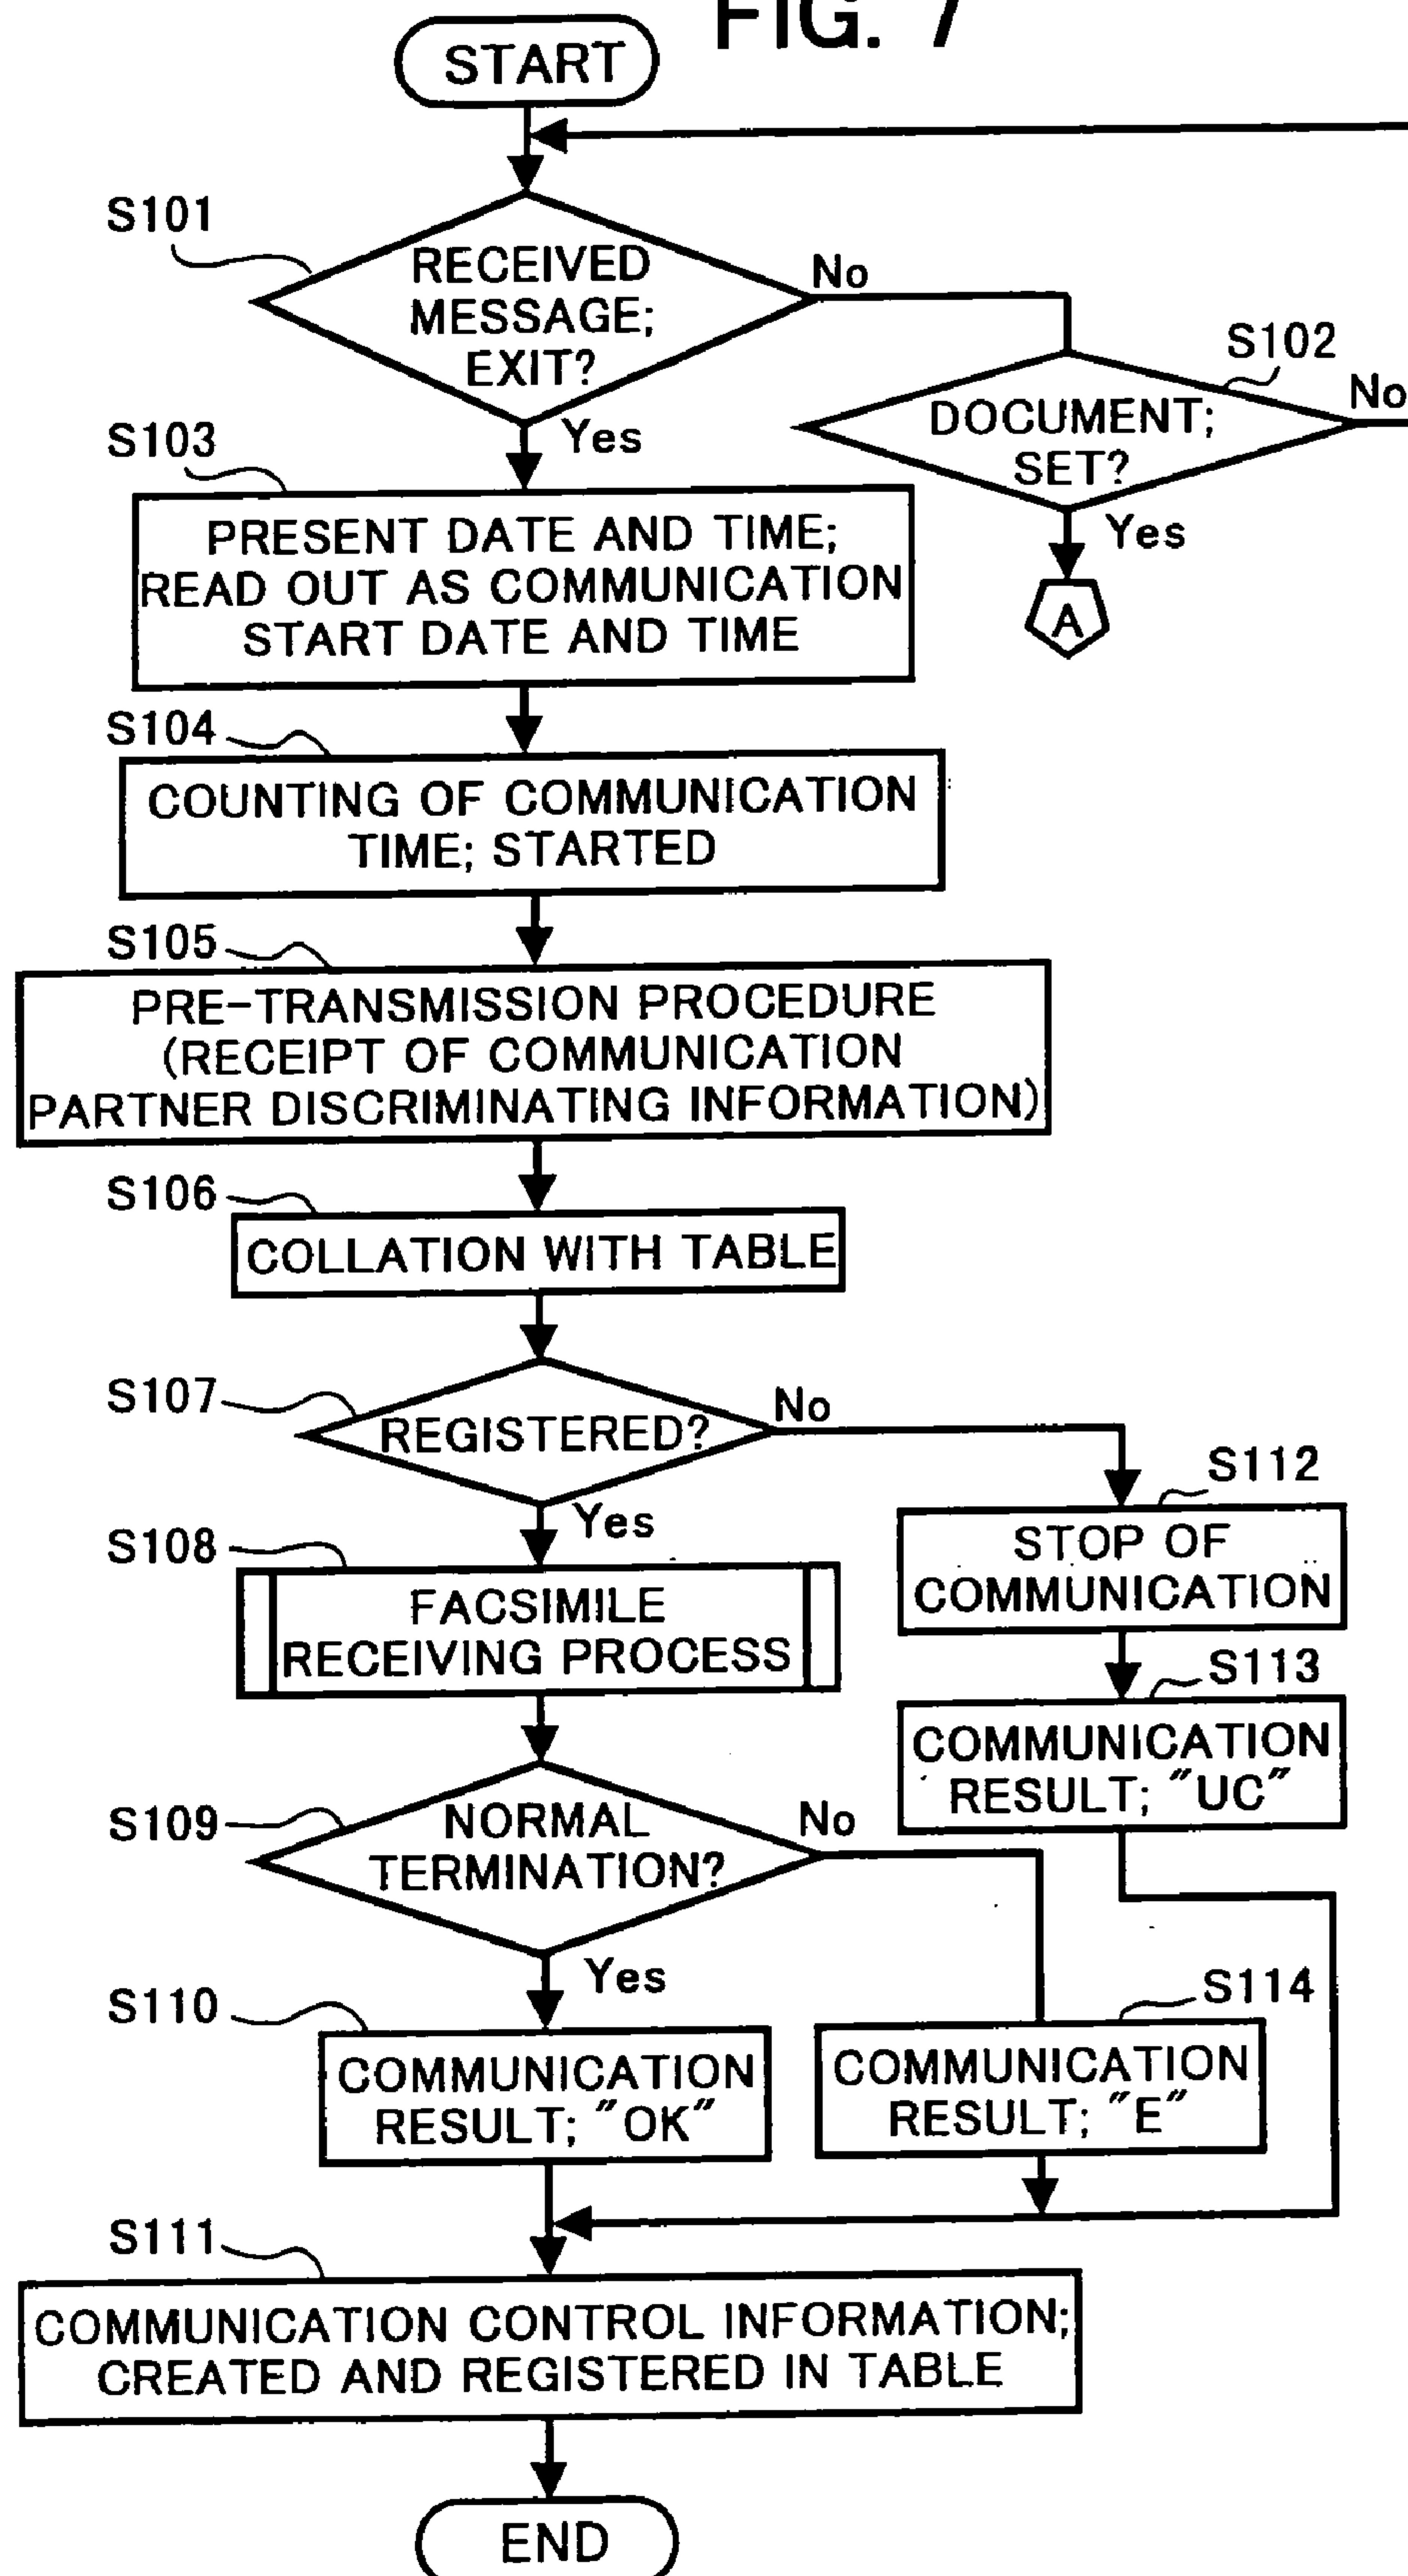 FIG. 7
START
S101
RECEIVED
MESSAGE;
EXIT?
No
S102
DOCUMENT;
SET?
No
Yes
A
Yes
S103
PRESENT DATE AND TIME;
READ OUT AS COMMUNICATION
START DATE AND TIME
S104
COUNTING OF COMMUNICATION
TIME; STARTED
S105
PRE-TRANSMISSION PROCEDURE
(RECEIPT OF COMMUNICATION
PARTNER DISCRIMINATING INFORMATION)
S106
COLLATION WITH TABLE
S107
REGISTERED?
No
Yes
S112
STOP OF
COMMUNICATION
S108
FACSIMILE
RECEIVING PROCESS
S113
COMMUNICATION
RESULT; "UC"
S109
NORMAL
TERMINATION?
No
Yes
S110
COMMUNICATION
RESULT; "OK"
S114
COMMUNICATION
RESULT; "E"
S111
COMMUNICATION CONTROL INFORMATION;
CREATED AND REGISTERED IN TABLE
END